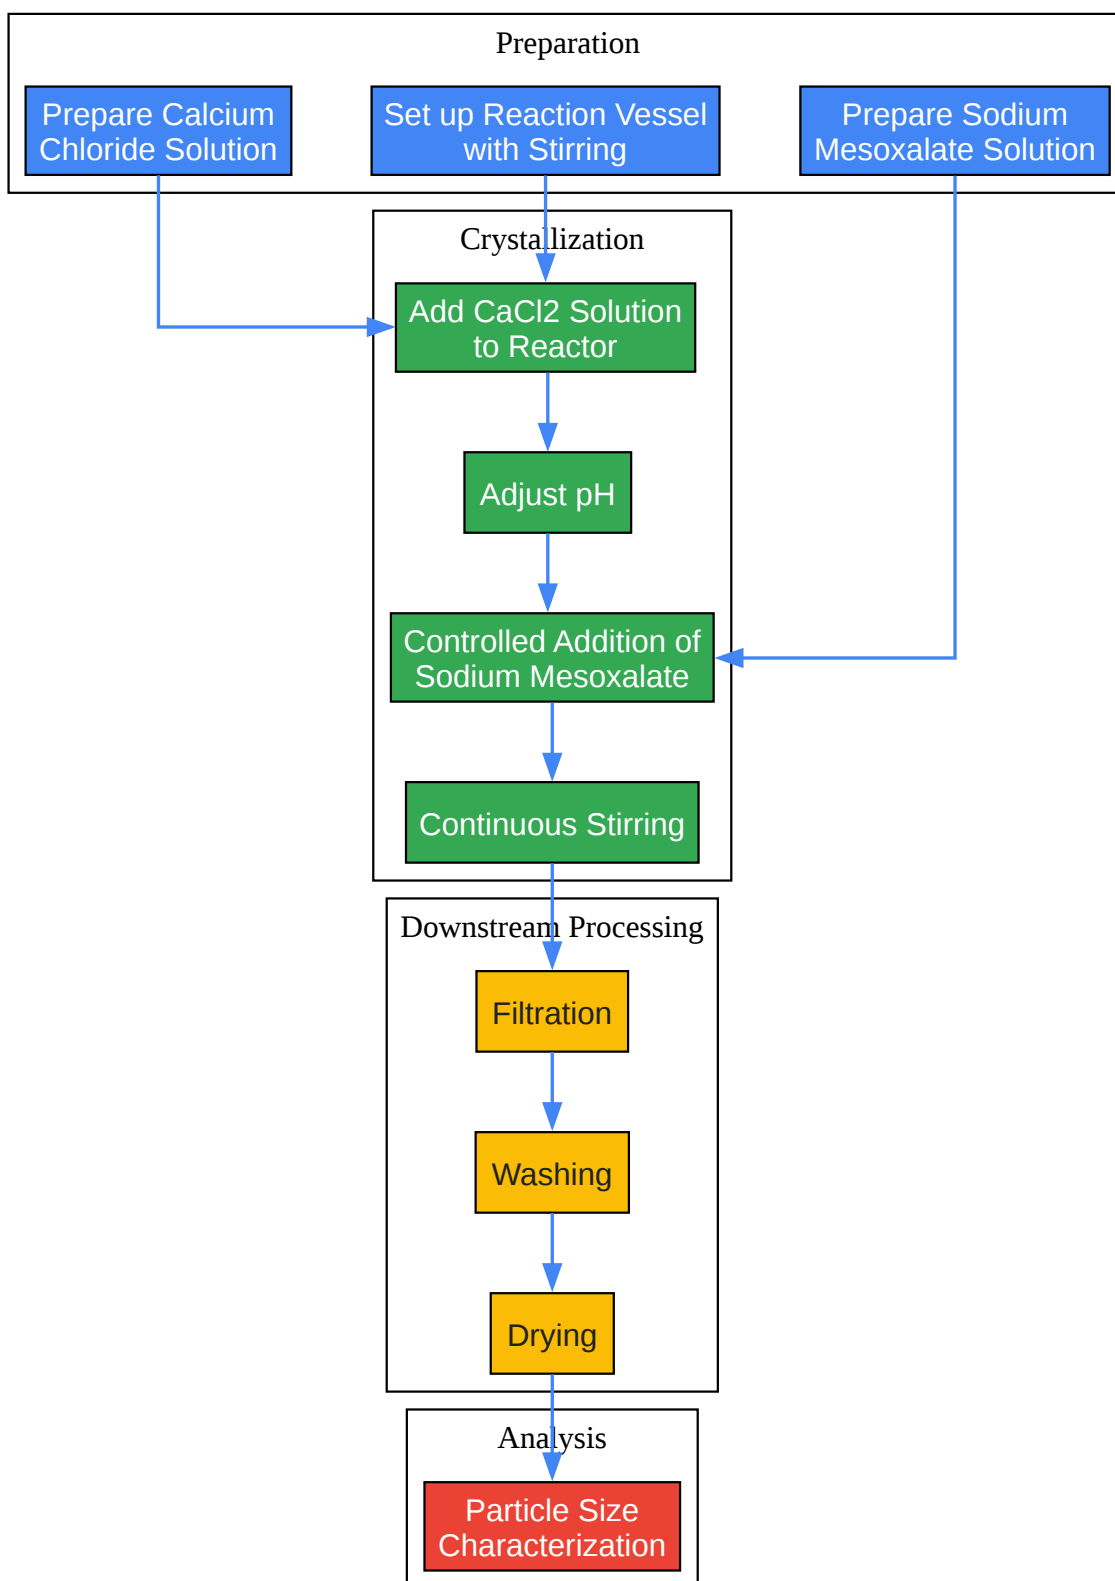 Preparation
Prepare Calcium
Chloride Solution
Set up Reaction Vessel
with Stirring
Prepare Sodium
Mesoxalate Solution
Crystallization
Add CaCl2 Solution
to Reactor
Adjust pH
Controlled Addition of
Sodium Mesoxalate
Continuous Stirring
Downstream Processing
Filtration
Washing
Drying
Analysis
Particle Size
Characterization